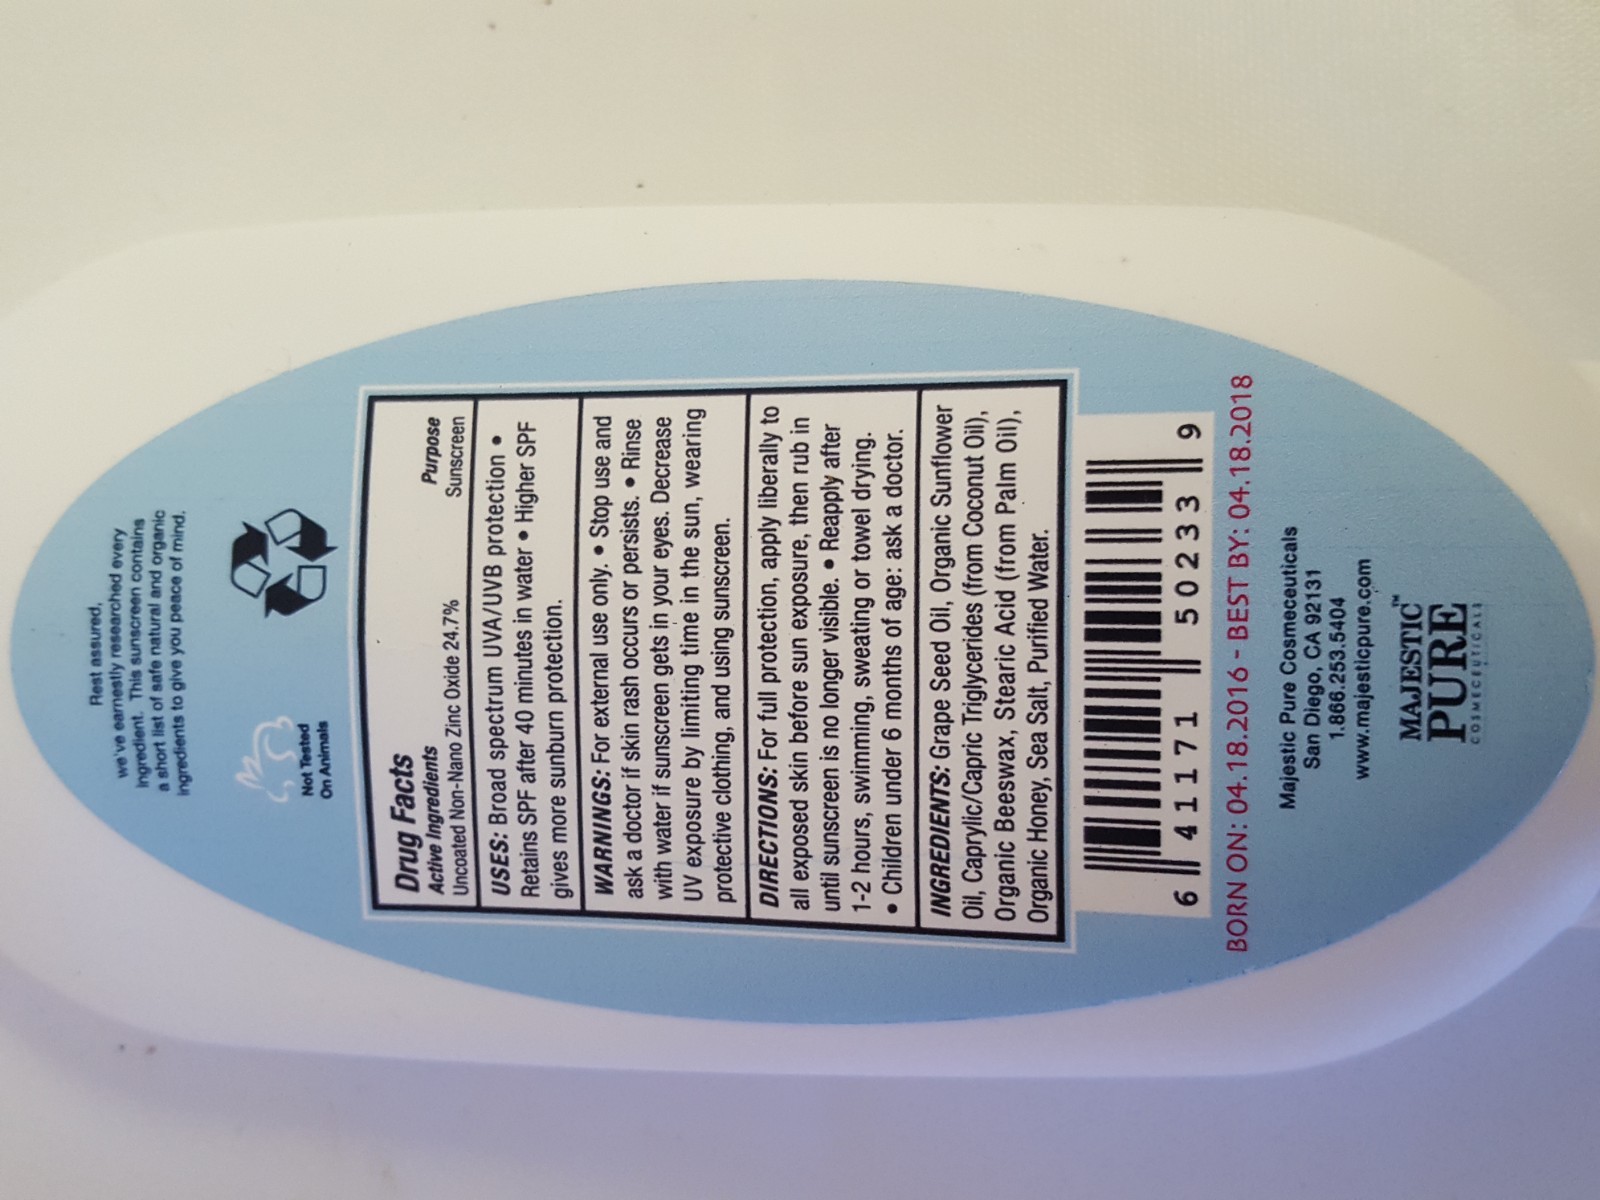 Rest assured,
we've earnestly researched every
ingredient. This sunscreen contains
a short list of safe natural and organic
ingredients to give you peace of mind.
Not Tested
On Animals
Drug Facts
Active Ingredients Purpose
Uncoated Non-Nano Zinc Oxide 24.7% Sunscreen
USES: Broad spectrum UVA/UVB protection •
Retains SPF after 40 minutes in water • Higher SPF
gives more sunburn protection.
WARNINGS: For external use only. • Stop use and
ask a doctor if skin rash occurs or persists. • Rinse
with water if sunscreen gets in your eyes. Decrease
UV exposure by limiting time in the sun, wearing
protective clothing, and using sunscreen.
DIRECTIONS: For full protection, apply liberally to
all exposed skin before sun exposure, then rub in
until sunscreen is no longer visible. • Reapply after
1-2 hours, swimming, sweating or towel drying.
• Children under 6 months of age: ask a doctor.
INGREDIENTS: Grape Seed Oil, Organic Sunflower
Oil, Caprylic/Capric Triglycerides (from Coconut Oil),
Organic Beeswax, Stearic Acid (from Palm Oil),
Organic Honey, Sea Salt, Purified Water.
6 41171 50233 9
BORN ON: 04.18.2016 - BEST BY: 04.18.2018
Majestic Pure Cosmeceuticals
San Diego, CA 92131
1.866.253.5404
www.majesticpure.com
MAJESTIC™
PURE
COSMECEUTICALS